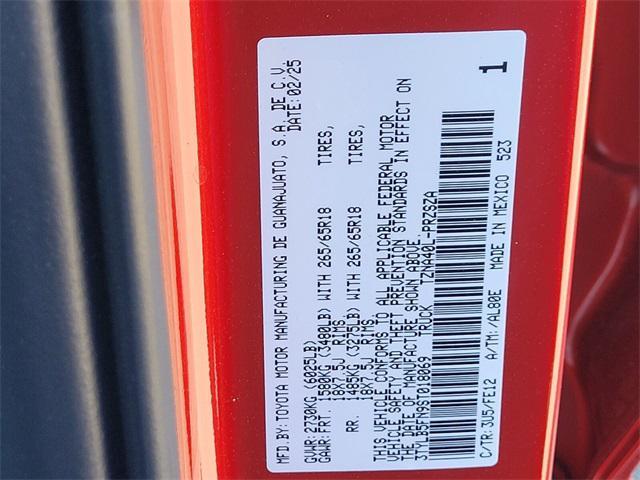 MFD.BY: TOYOTA MOTOR MANUFACTURING DE GUANAJUATO, S.A. DE C.V.
DATE: 02/25
GVWR: 2730KG (6025LB)
GAWR: FRT. 1580KG (3480LB) WITH 265/65R18 TIRES,
18X7.5J RIMS,
RR. 1485KG (3275LB) WITH 265/65R18 TIRES,
18X7.5J RIMS.
THIS VEHICLE CONFORMS TO ALL APPLICABLE FEDERAL MOTOR
VEHICLE SAFETY AND THEFT PREVENTION STANDARDS IN EFFECT ON
THE DATE OF MANUFACTURE SHOWN ABOVE.
3TYLB5FN9ST018069 TRUCK TZNA40L-PRZSZA
C/TR: 3U5/FE12 A/TM: /AL80E MADE IN MEXICO 523
1